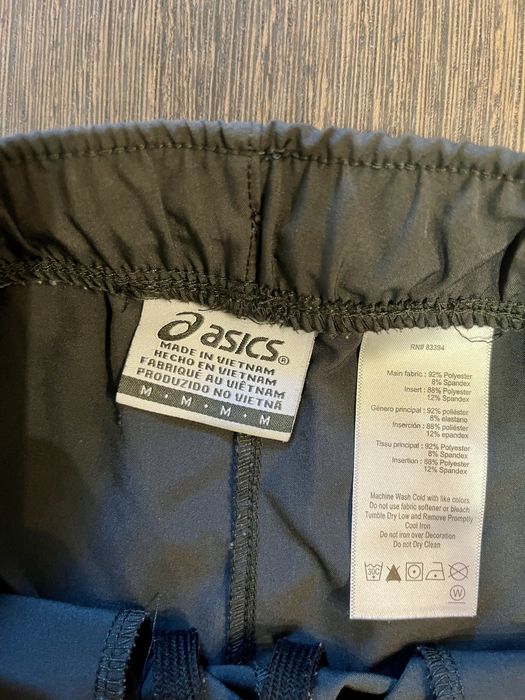 asics®
MADE IN VIETNAM
HECHO EN VIETNAM
FABRIQUÉ AU VIÊTNAM
PRODUZIDO NO VIETNÃ
M • M • M • M
RN# 83394
Main fabric : 92% Polyester
8% Spandex
Insert : 88% Polyester
12% Spandex
Género principal : 92% poliéster
8% elastano
Inserción : 88% poliéster
12% epandex
Tissu principal : 92% Polyester
8% Spandex
Insertion : 88% Polyester
12% Spandex
Machine Wash Cold with like colors
Do not use fabric softener or bleach
Tumble Dry Low and Remove Promptly
Cool Iron
Do not iron over Decoration
Do not Dry Clean
30C
W